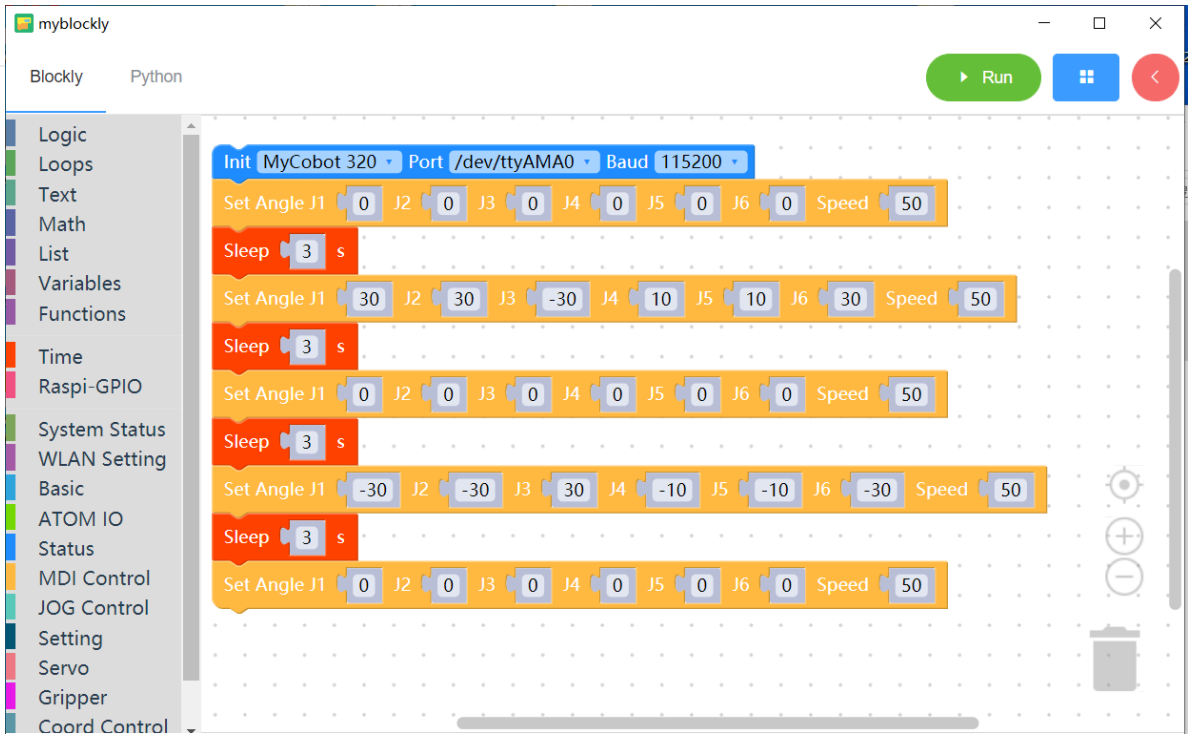 myblockly
Blockly Python Run
Logic
Loops
Text
Math
List
Variables
Functions
Time
Raspi-GPIO
System Status
WLAN Setting
Basic
ATOM IO
Status
MDI Control
JOG Control
Setting
Servo
Gripper
Coord Control
Init MyCobot 320 Port /dev/ttyAMA0 Baud 115200
Set Angle J1 0 J2 0 J3 0 J4 0 J5 0 J6 0 Speed 50
Sleep 3 s
Set Angle J1 30 J2 30 J3 -30 J4 10 J5 10 J6 30 Speed 50
Sleep 3 s
Set Angle J1 0 J2 0 J3 0 J4 0 J5 0 J6 0 Speed 50
Sleep 3 s
Set Angle J1 -30 J2 -30 J3 30 J4 -10 J5 -10 J6 -30 Speed 50
Sleep 3 s
Set Angle J1 0 J2 0 J3 0 J4 0 J5 0 J6 0 Speed 50